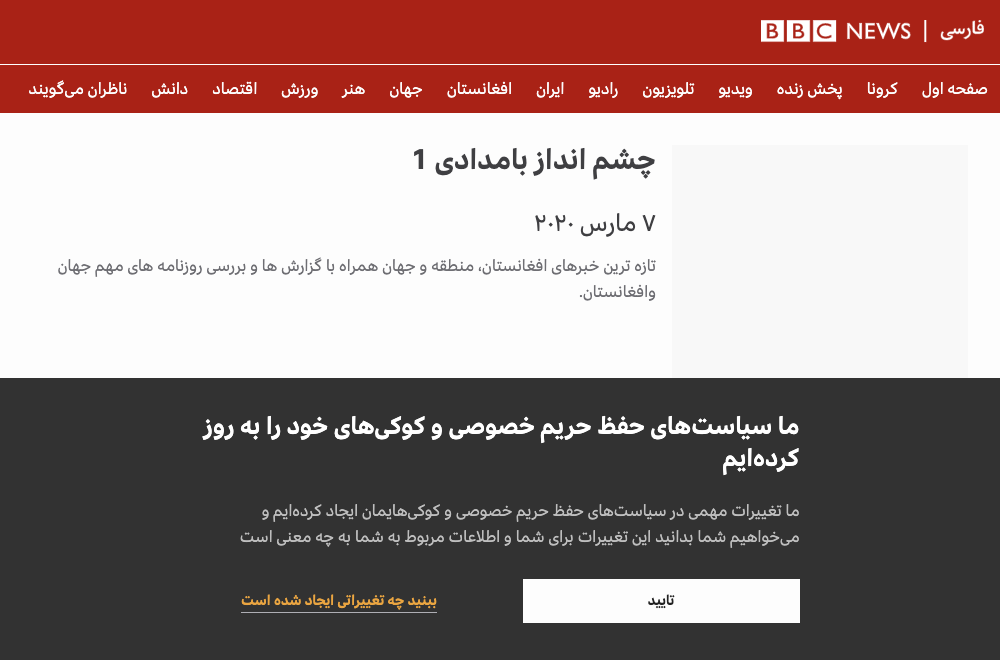 BBC NEWS | فارسی
صفحه اول کرونا پخش زنده ویدیو تلویزیون رادیو ایران افغانستان جهان هنر ورزش اقتصاد دانش ناظران می‌گویند
چشم انداز بامدادی 1
۷ مارس ۲۰۲۰
تازه ترین خبرهای افغانستان، منطقه و جهان همراه با گزارش ها و بررسی روزنامه های مهم جهان
وافغانستان.
ما سیاست‌های حفظ حریم خصوصی و کوکی‌های خود را به روز
کرده‌ایم
ما تغییرات مهمی در سیاست‌های حفظ حریم خصوصی و کوکی‌هایمان ایجاد کرده‌ایم و
می‌خواهیم شما بدانید این تغییرات برای شما و اطلاعات مربوط به شما به چه معنی است
تایید
ببنید چه تغییراتی ایجاد شده است